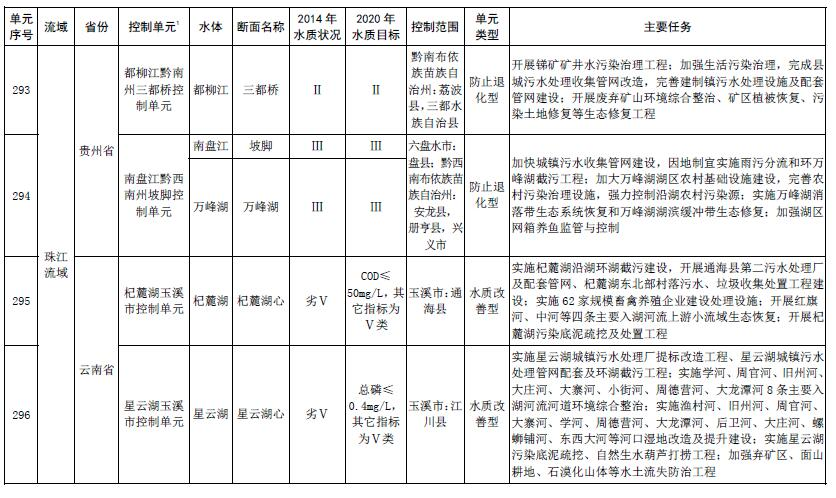 单元序号 流域 省份 控制单元¹ 水体 断面名称 2014年水质状况 2020年水质目标 控制范围 单元类型 主要任务
珠江
流域
贵州省
293
都柳江黔南
州三都桥控
制单元
都柳江
三都桥
Ⅱ
Ⅱ
黔南布依
族苗族自
治州：荔波
县，三都水
族自治县
防止退
化型
开展锑矿矿井水污染治理工程；加强生活污染治理，完成县
城污水处理收集管网改造，完善建制镇污水处理设施及配套
管网建设；开展废弃矿山环境综合整治、矿区植被恢复、污
染土地修复等生态修复工程
294
南盘江黔西
南州坡脚控
制单元
南盘江
坡脚
Ⅲ
Ⅲ
万峰湖
万峰湖
Ⅲ
Ⅲ
六盘水市：
盘县；黔西
南布依族苗
族自治州：
安龙县，
册亨县，兴
义市
防止退
化型
加快城镇污水收集管网建设，因地制宜实施雨污分流和环万
峰湖截污工程；加大万峰湖湖区农村基础设施建设，完善农
村污染治理设施，强力控制沿湖农村污染源；实施万峰湖消
落带生态系统恢复和万峰湖湖滨缓冲带生态修复；加强湖区
网箱养鱼监管与控制
云南省
295
杞麓湖玉溪
市控制单元
杞麓湖
杞麓湖心
劣Ⅴ
COD≤
50mg/L，其
它指标为
Ⅴ类
玉溪市：通
海县
水质改
善型
实施杞麓湖沿湖环湖截污建设，开展通海县第二污水处理厂
及配套管网、杞麓湖东北部村落污水、垃圾收集处置工程建
设；实施62家规模畜禽养殖企业建设处理设施；开展红旗
河、中河等四条主要入湖河流上游小流域生态恢复；开展杞
麓湖污染底泥疏挖及处置工程
296
星云湖玉溪
市控制单元
星云湖
星云湖心
劣Ⅴ
总磷≤
0.4mg/L，
其它指标
为Ⅴ类
玉溪市：江
川县
水质改
善型
实施星云湖城镇污水处理厂提标改造工程、星云湖城镇污水
处理管网配套及环湖截污工程；实施学河、周官河、旧州河、
大庄河、大寨河、小街河、周德营河、大龙潭河8条主要入
湖河流河道环境综合整治；实施渔村河、旧州河、周官河、
大寨河、学河、周德营河、大龙潭河、后卫河、大庄河、螺
蛳铺河、东西大河等河口湿地改造及提升建设；实施星云湖
污染底泥疏挖、自然生水葫芦打捞工程；加强弃矿区、面山
耕地、石漠化山体等水土流失防治工程